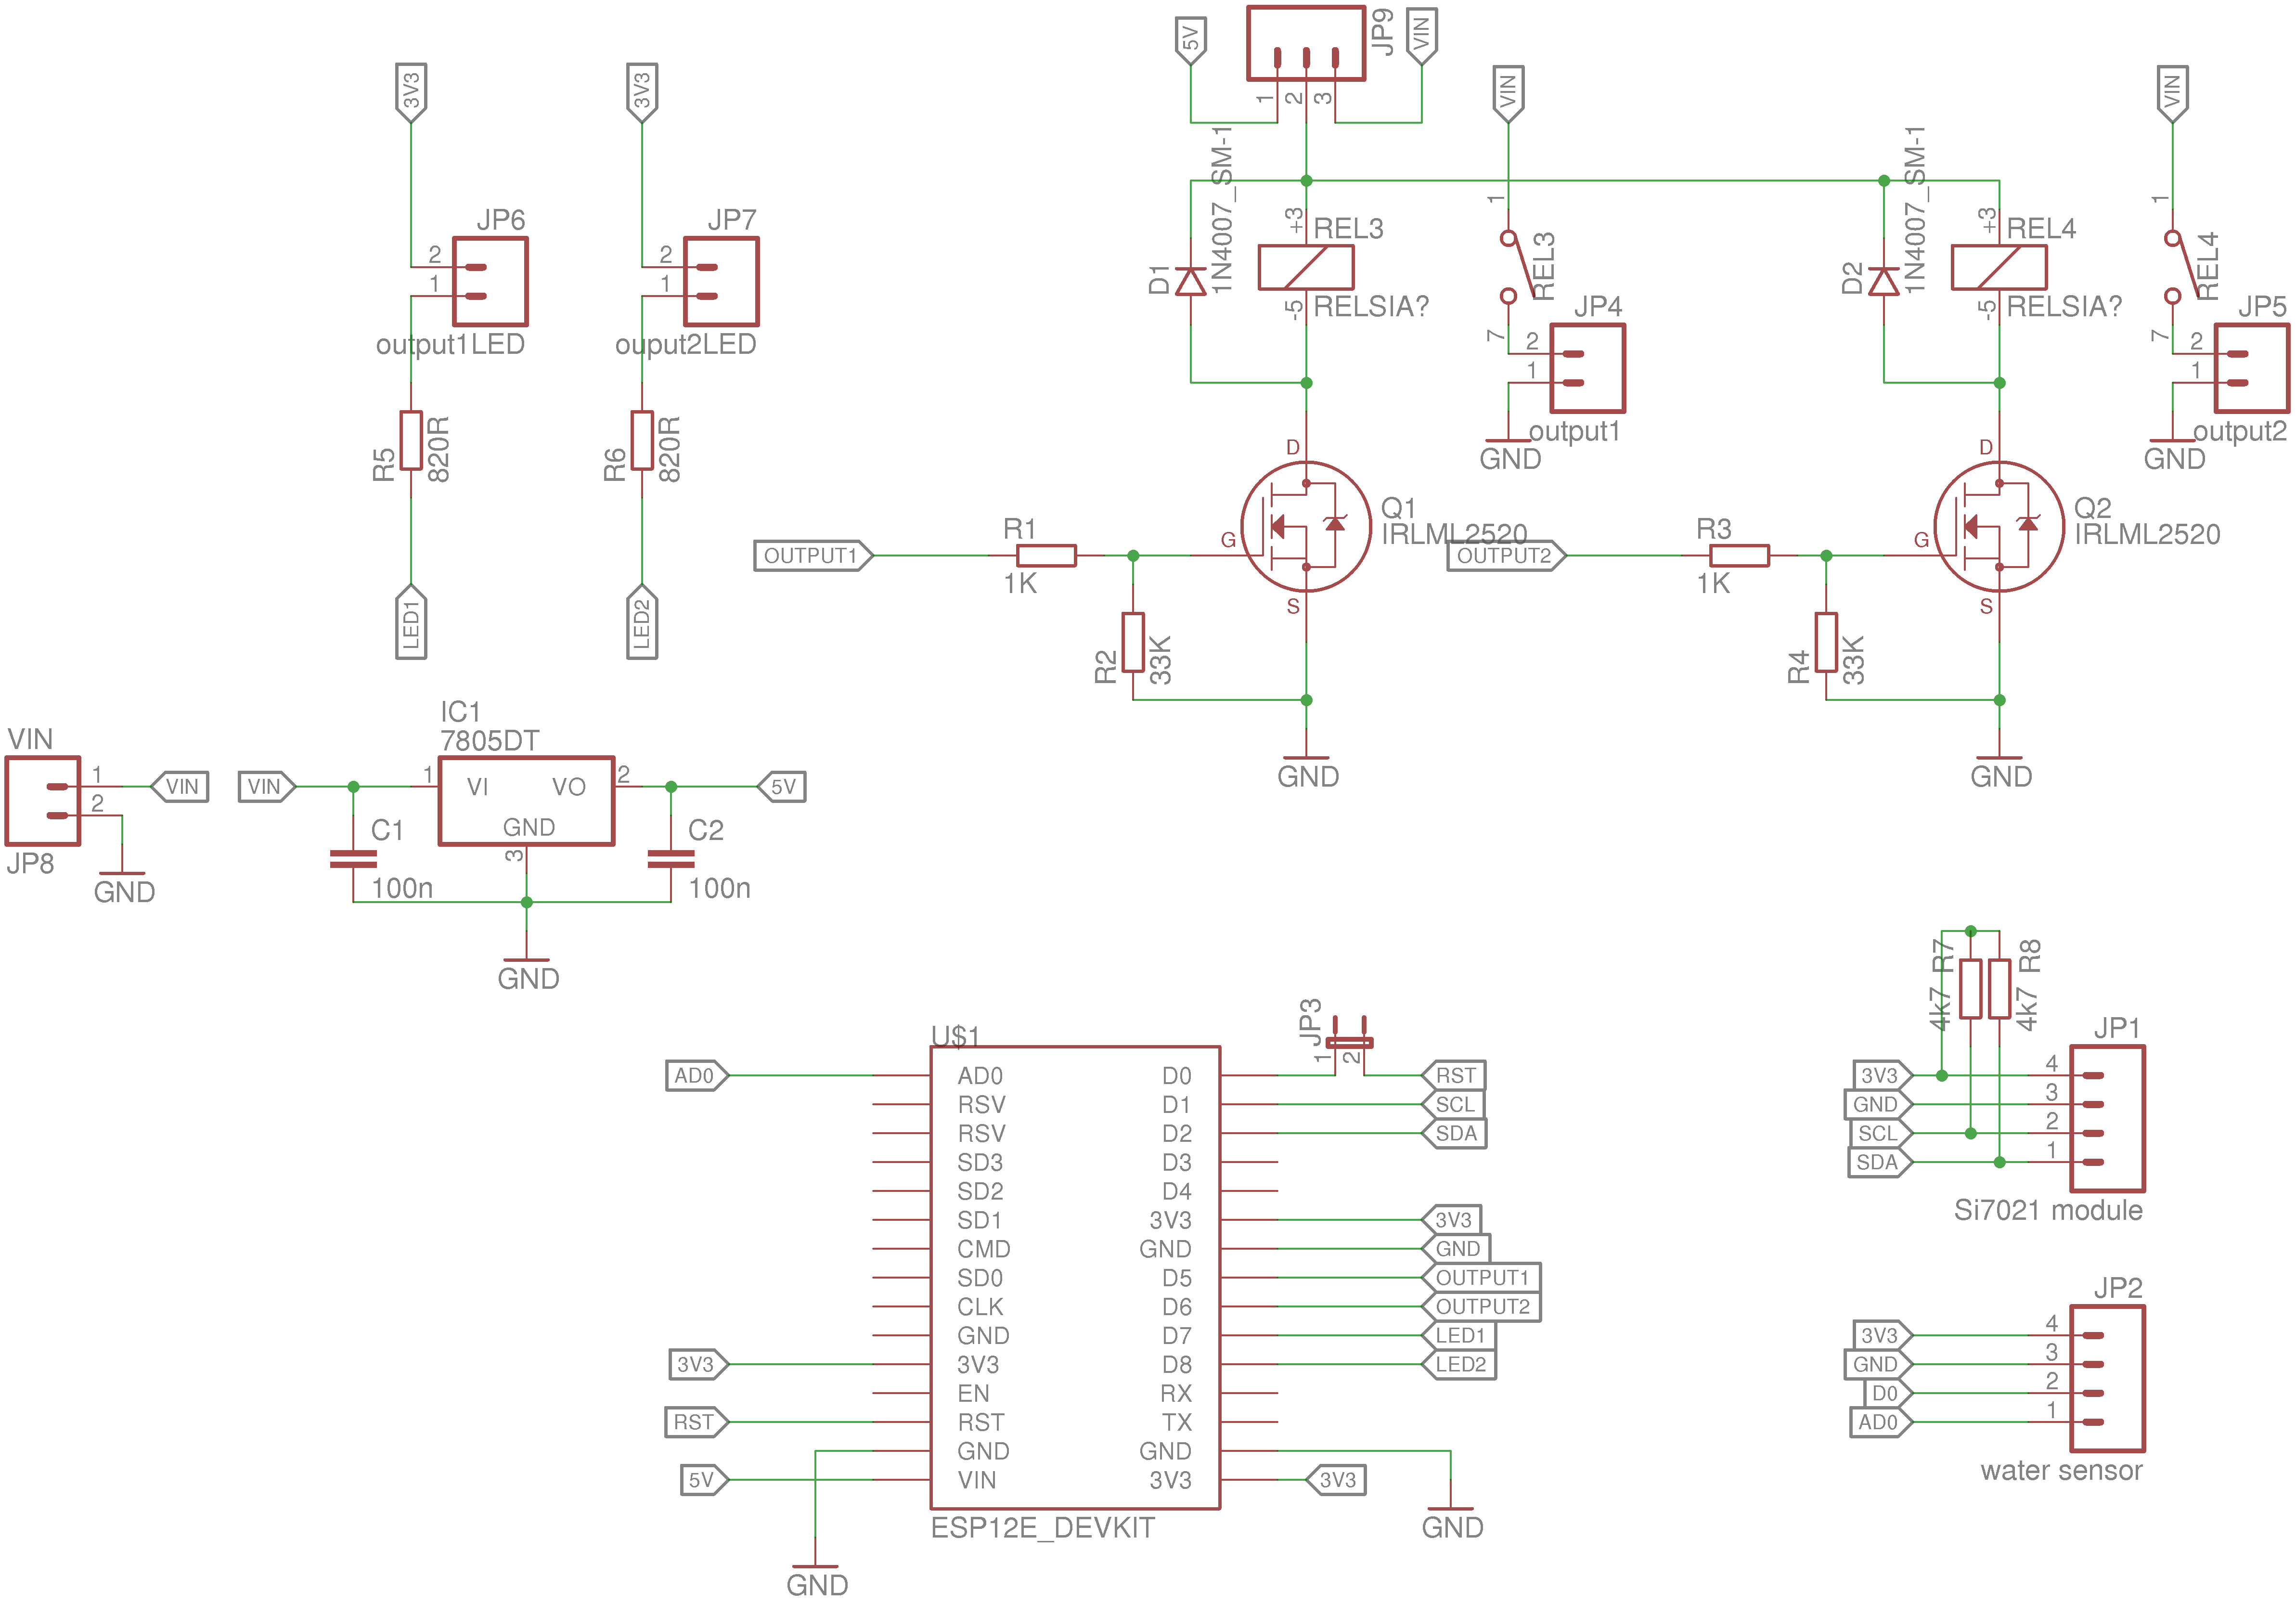 3V3
JP6
2
1
output1LED
R5
820R
LED1
3V3
JP7
2
1
ouput2LED
R6
820R
LED2
5V
JP9
VIN
1
2
3
D1
1N4007_SM-1
+3
REL3
-5
RELSIA?
VIN
1
REL3
7
JP4
2
1
output1
GND
OUTPUT1
R1
1K
R2
33K
G
D
S
Q1
IRLML2520
GND
D2
1N4007_SM-1
+3
REL4
-5
RELSIA?
VIN
1
REL4
7
JP5
2
1
output2
GND
OUTPUT2
R3
1K
R4
33K
G
D
S
Q2
IRLML2520
GND
VIN
1
2
JP8
VIN
GND
VIN
IC1
7805DT
1
VI
VO
2
GND
3
5V
C1
100n
C2
100n
GND
U$1
AD0
AD0
RSV
RSV
SD3
SD2
SD1
CMD
SD0
CLK
GND
3V3
3V3
EN
RST
RST
GND
5V
VIN
GND
ESP12E_DEVKIT
JP3
1
2
D0
RST
D1
SCL
D2
SDA
D3
D4
3V3
3V3
GND
GND
D5
OUTPUT1
D6
OUTPUT2
D7
LED1
D8
LED2
RX
TX
GND
3V3
3V3
GND
R7
4k7
R8
4k7
JP1
3V3
4
GND
3
SCL
2
SDA
1
Si7021 module
JP2
3V3
4
GND
3
D0
2
AD0
1
water sensor